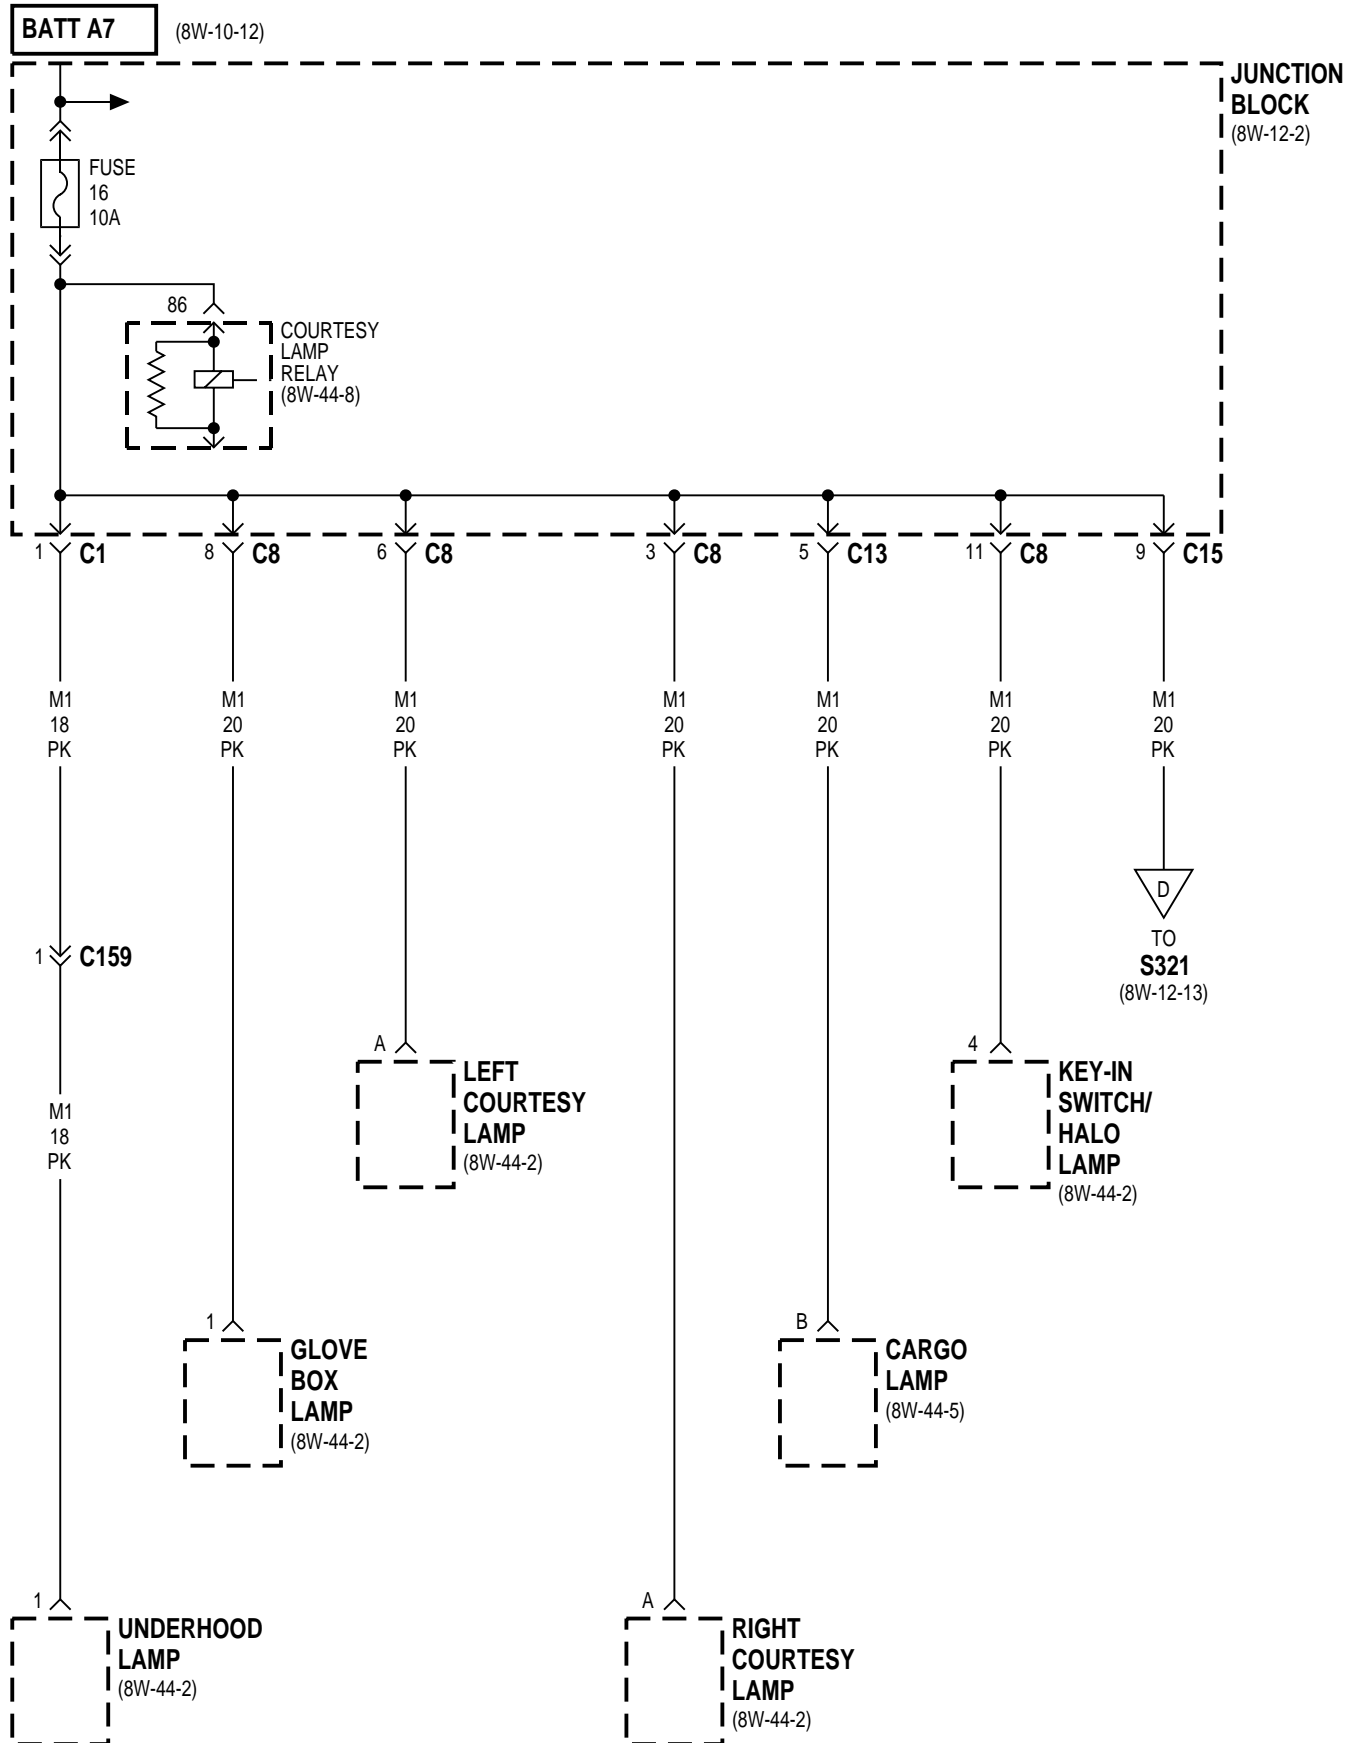 BATT A7 (8W-10-12)
JUNCTION
BLOCK
(8W-12-2)
FUSE
16
10A
86
COURTESY
LAMP
RELAY
(8W-44-8)
1 C1 8 C8 6 C8 3 C8 5 C13 11 C8 9 C15
M1 M1 M1 M1 M1 M1 M1
18 20 20 20 20 20 20
PK PK PK PK PK PK PK
D
TO
S321
(8W-12-13)
1 C159
A
LEFT
COURTESY
LAMP
(8W-44-2)
4
KEY-IN
SWITCH/
HALO
LAMP
(8W-44-2)
M1
18
PK
1
GLOVE
BOX
LAMP
(8W-44-2)
B
CARGO
LAMP
(8W-44-5)
1
UNDERHOOD
LAMP
(8W-44-2)
A
RIGHT
COURTESY
LAMP
(8W-44-2)